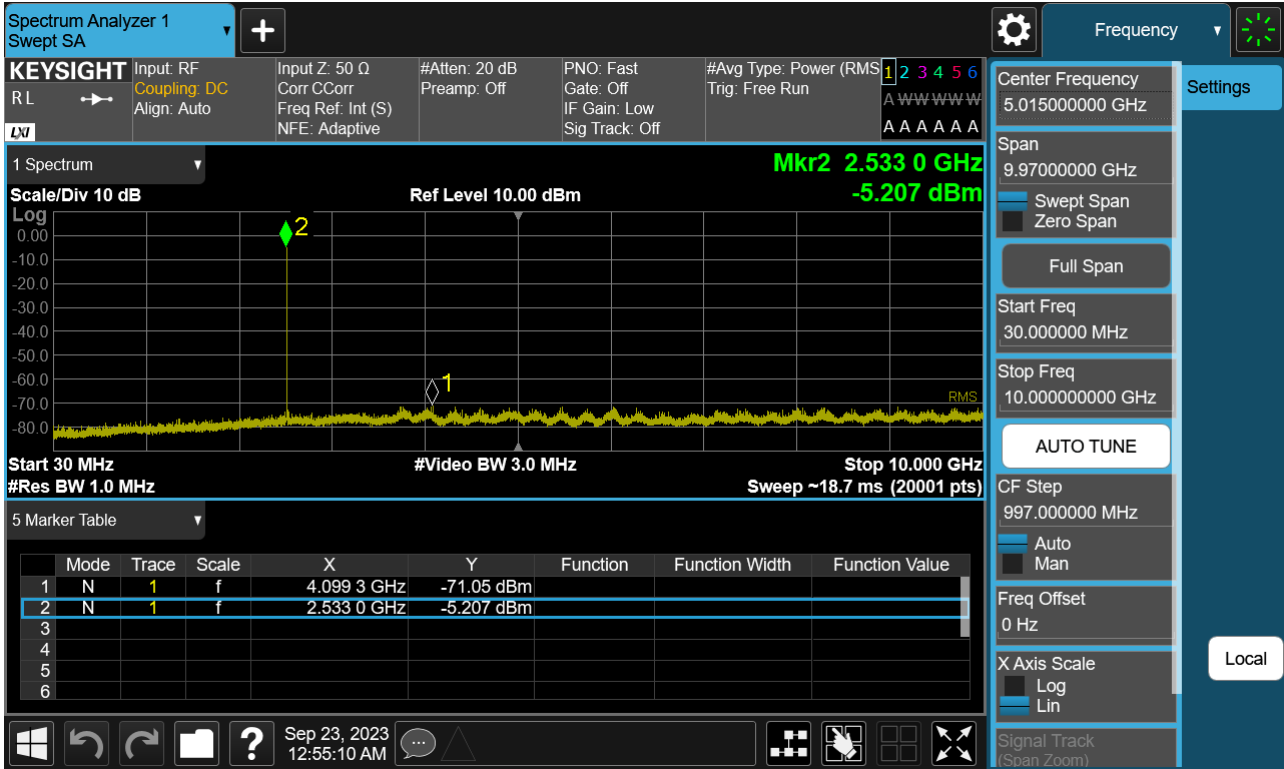 Spectrum Analyzer 1
Swept SA
Frequency
KEYSIGHT
R L
LXI
Input: RF
Coupling: DC
Align: Auto
Input Z: 50 Ω
Corr CCorr
Freq Ref: Int (S)
NFE: Adaptive
#Atten: 20 dB
Preamp: Off
PNO: Fast
Gate: Off
IF Gain: Low
Sig Track: Off
#Avg Type: Power (RMS
Trig: Free Run
1 2 3 4 5 6
A W W W W W
A A A A A A
1 Spectrum
Mkr2 2.533 0 GHz
-5.207 dBm
Scale/Div 10 dB
Ref Level 10.00 dBm
Log
0.00
-10.0
-20.0
-30.0
-40.0
-50.0
-60.0
-70.0
-80.0
2
1
RMS
Start 30 MHz
#Video BW 3.0 MHz
Stop 10.000 GHz
#Res BW 1.0 MHz
Sweep ~18.7 ms (20001 pts)
5 Marker Table
Mode Trace Scale X Y Function Function Width Function Value
1 N 1 f 4.099 3 GHz -71.05 dBm
2 N 1 f 2.533 0 GHz -5.207 dBm
3
4
5
6
Sep 23, 2023
12:55:10 AM
Center Frequency
5.015000000 GHz
Span
9.97000000 GHz
Swept Span
Zero Span
Full Span
Start Freq
30.000000 MHz
Stop Freq
10.000000000 GHz
AUTO TUNE
CF Step
997.000000 MHz
Auto
Man
Freq Offset
0 Hz
X Axis Scale
Log
Lin
Signal Track
(Span Zoom)
Settings
Local